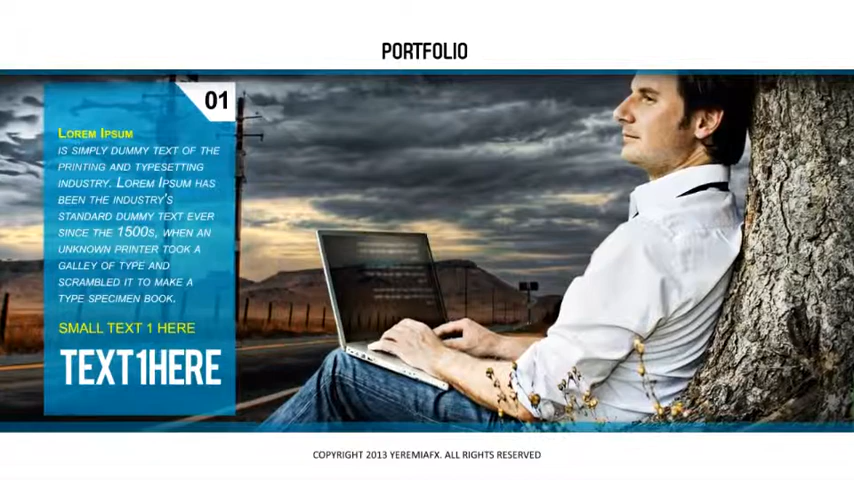 PORTFOLIO
01
Lorem Ipsum
is simply dummy text of the
printing and typesetting
industry. Lorem Ipsum has
been the industry's
standard dummy text ever
since the 1500s, when an
unknown printer took a
galley of type and
scrambled it to make a
type specimen book.
SMALL TEXT 1 HERE
TEXT1HERE
COPYRIGHT 2013 YEREMIAFX. ALL RIGHTS RESERVED